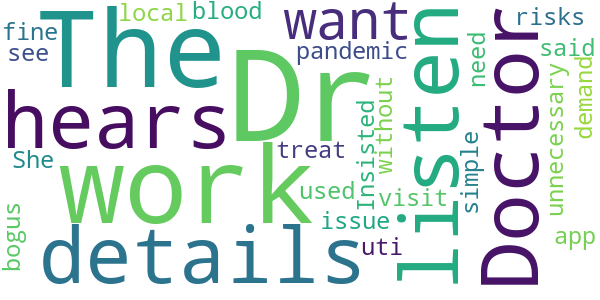 local
blood
fine
The
want
risks
see
pandemic
said
hears
Dr
listen
Doctor
need
demand
She
work
treat
Insisted
without
simple
unnecessary
used
visit
bogus
details
issue
uti
app